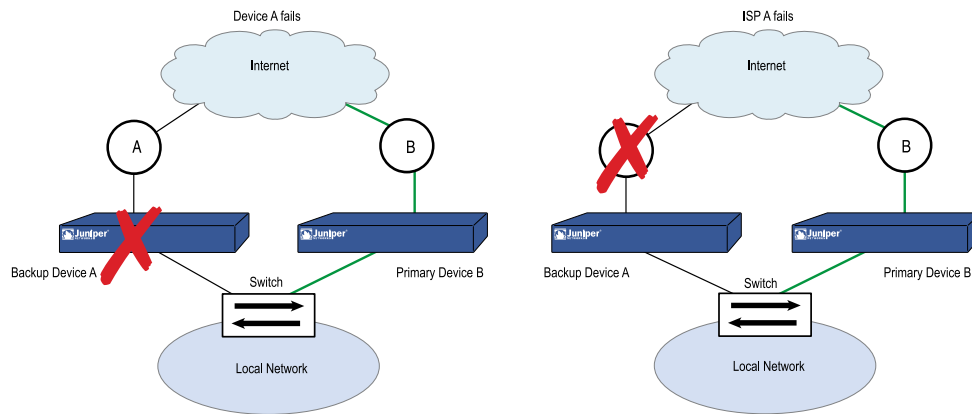 Device A fails
Internet
A
B
Juniper
Juniper
Backup Device A
Primary Device B
Switch
Local Network
ISP A fails
Internet
B
Juniper
Juniper
Backup Device A
Primary Device B
Switch
Local Network